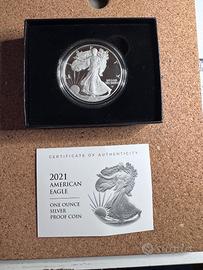 CERTIFICATE OF AUTHENTICITY
2021
AMERICAN
EAGLE
ONE OUNCE
SILVER
PROOF COIN